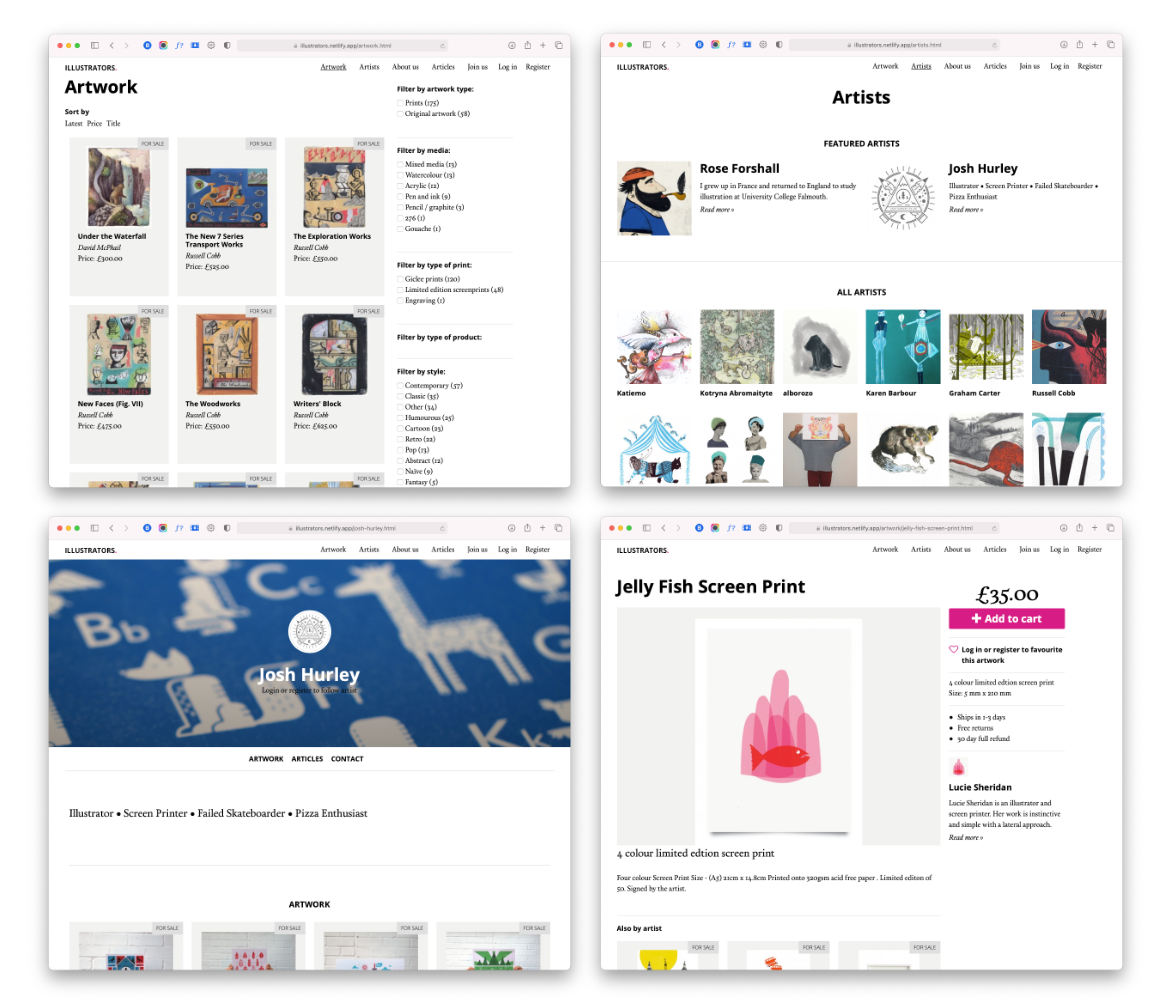 illustrators.netlify.app/artwork.html
ILLUSTRATORS.
Artwork Artists About us Articles Join us Log in Register
Artwork
Sort by
Latest Price Title
FOR SALE FOR SALE FOR SALE
Under the Waterfall
David McPhail
Price: £300.00
The New 7 Series
Transport Works
Russell Cobb
Price: £325.00
The Exploration Works
Russell Cobb
Price: £550.00
FOR SALE FOR SALE FOR SALE
New Faces (Fig. VII)
Russell Cobb
Price: £475.00
The Woodworks
Russell Cobb
Price: £550.00
Writers' Block
Russell Cobb
Price: £625.00
FOR SALE FOR SALE FOR SALE
Filter by artwork type:
Prints (175)
Original artwork (58)
Filter by media:
Mixed media (13)
Watercolour (13)
Acrylic (12)
Pen and ink (9)
Pencil / graphite (3)
276 (1)
Gouache (1)
Filter by type of print:
Giclee prints (120)
Limited edition screenprints (48)
Engraving (1)
Filter by type of product:
Filter by style:
Contemporary (57)
Classic (35)
Other (34)
Humourous (25)
Cartoon (23)
Retro (22)
Pop (13)
Abstract (12)
Naïve (9)
Fantasy (5)
illustrators.netlify.app/artists.html
ILLUSTRATORS.
Artwork Artists About us Articles Join us Log in Register
Artists
FEATURED ARTISTS
Rose Forshall
I grew up in France and returned to England to study
illustration at University College Falmouth.
Read more »
Josh Hurley
Illustrator • Screen Printer • Failed Skateboarder •
Pizza Enthusiast
Read more »
ALL ARTISTS
Katiemo Kotryna Abromaityte alborozo Karen Barbour Graham Carter Russell Cobb
illustrators.netlify.app/josh-hurley.html
ILLUSTRATORS.
Artwork Artists About us Articles Join us Log in Register
Cc
Bb
Kk
Josh Hurley
Login or register to follow artist
ARTWORK ARTICLES CONTACT
Illustrator • Screen Printer • Failed Skateboarder • Pizza Enthusiast
ARTWORK
FOR SALE FOR SALE FOR SALE FOR SALE
illustrators.netlify.app/artwork/jelly-fish-screen-print.html
ILLUSTRATORS.
Artwork Artists About us Articles Join us Log in Register
Jelly Fish Screen Print
4 colour limited edtion screen print
Four colour Screen Print Size - (A5) 21cm x 14.8cm Printed onto 320gsm acid free paper . Limited editon of
50. Signed by the artist.
Also by artist
FOR SALE FOR SALE FOR SALE
£35.00
Add to cart
Log in or register to favourite
this artwork
4 colour limited edtion screen print
Size: 5 mm x 210 mm
• Ships in 1-3 days
• Free returns
• 30 day full refund
Lucie Sheridan
Lucie Sheridan is an illustrator and
screen printer. Her work is instinctive
and simple with a lateral approach.
Read more »